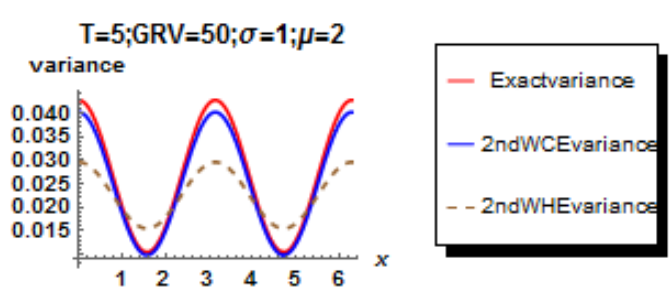 T=5;GRV=50;σ=1;μ=2
variance
0.040
0.035
0.030
0.025
0.020
0.015
1 2 3 4 5 6
x
Exactvariance
2ndWCEvariance
2ndWHEvariance